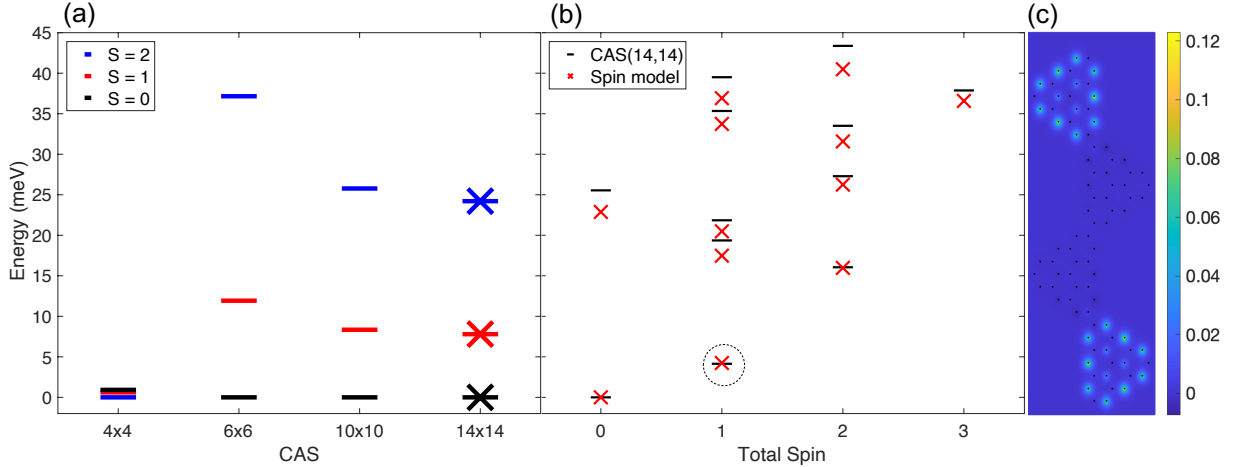 (a)
(b)
(c)
Energy (meV)
45
40
35
30
25
20
15
10
5
0
S = 2
S = 1
S = 0
4x4
6x6
10x10
14x14
CAS
CAS(14,14)
Spin model
0
1
2
3
Total Spin
0.12
0.1
0.08
0.06
0.04
0.02
0